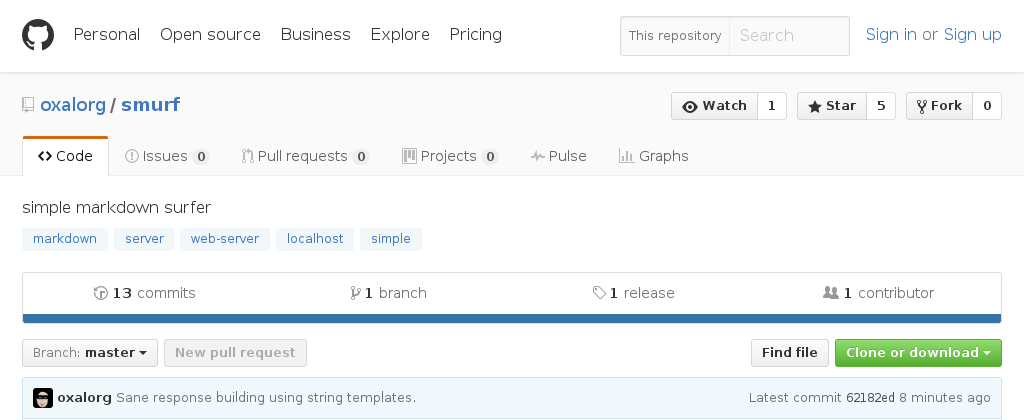 Personal Open source Business Explore Pricing This repository Search Sign in or Sign up
oxalorg / smurf Watch 1 Star 5 Fork 0
Code Issues 0 Pull requests 0 Projects 0 Pulse Graphs
simple markdown surfer
markdown server web-server localhost simple
13 commits 1 branch 1 release 1 contributor
Branch: master New pull request Find file Clone or download
oxalorg Sane response building using string templates. Latest commit 62182ed 8 minutes ago